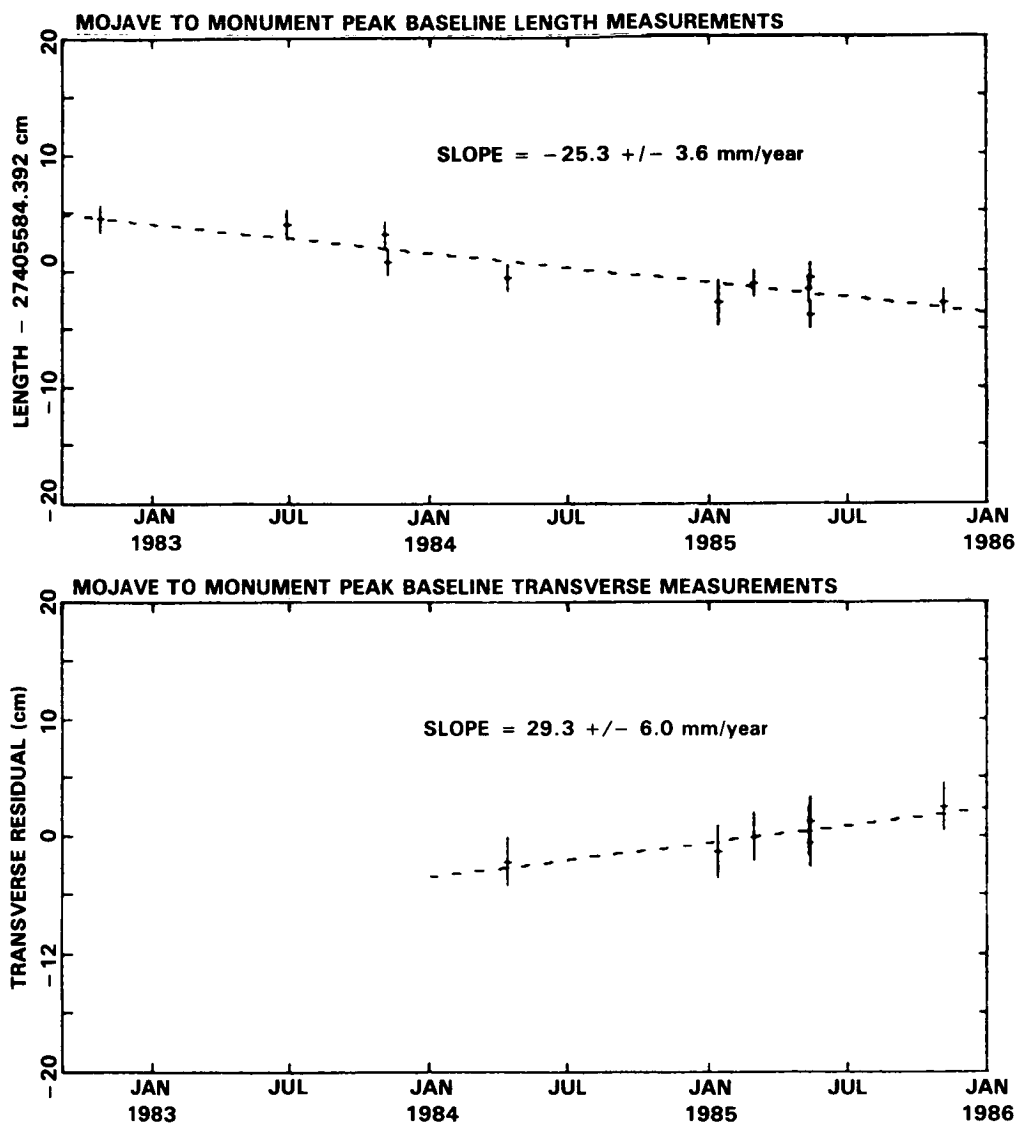 MOJAVE TO MONUMENT PEAK BASELINE LENGTH MEASUREMENTS
20
10
0
-10
-20
LENGTH - 27405584.392 cm
SLOPE = -25.3 +/- 3.6 mm/year
JAN JUL JAN JUL JAN JUL JAN
1983 1984 1985 1986
MOJAVE TO MONUMENT PEAK BASELINE TRANSVERSE MEASUREMENTS
20
10
0
-12
-20
TRANSVERSE RESIDUAL (cm)
SLOPE = 29.3 +/- 6.0 mm/year
JAN JUL JAN JUL JAN JUL JAN
1983 1984 1985 1986